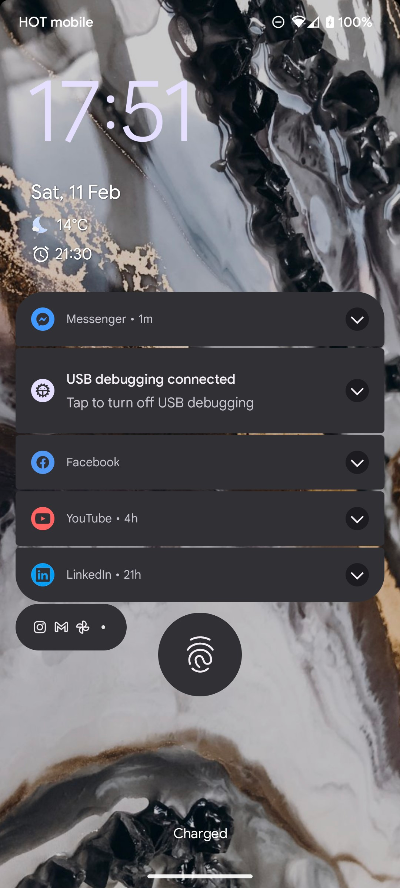 HOT mobile
100%
17:51
Sat, 11 Feb
14°C
21:30
Messenger • 1m
USB debugging connected
Tap to turn off USB debugging
Facebook
YouTube • 4h
LinkedIn • 21h
Charged